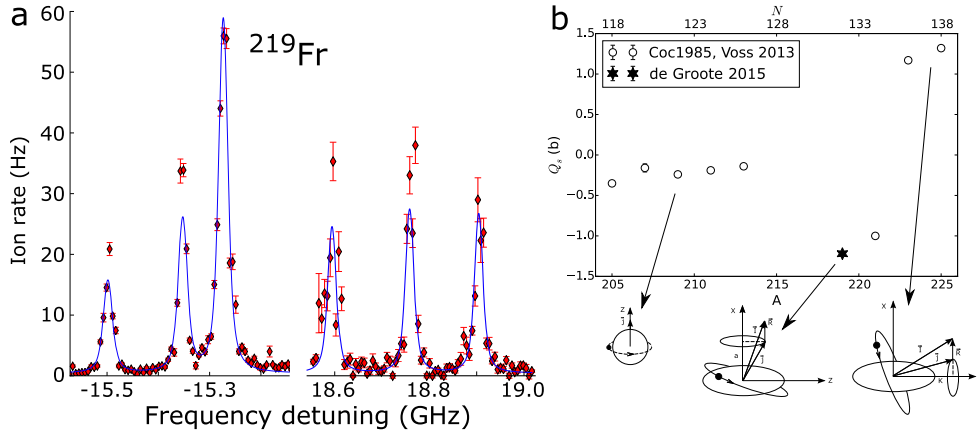 a
219Fr
60
50
40
30
20
10
0
Ion rate (Hz)
-15.5
-15.3
18.6
18.8
19.0
Frequency detuning (GHz)
b
N
118
123
128
133
138
Coc1985, Voss 2013
de Groote 2015
1.5
1.0
0.5
0.0
−0.5
−1.0
−1.5
Qs (b)
205
210
215
220
225
A
z
x
R
a
z
x
R
K